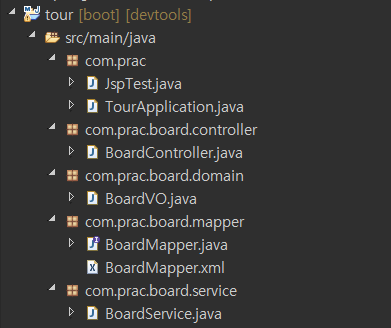 tour [boot] [devtools]
src/main/java
com.prac
JspTest.java
TourApplication.java
com.prac.board.controller
BoardController.java
com.prac.board.domain
BoardVO.java
com.prac.board.mapper
BoardMapper.java
BoardMapper.xml
com.prac.board.service
BoardService.java